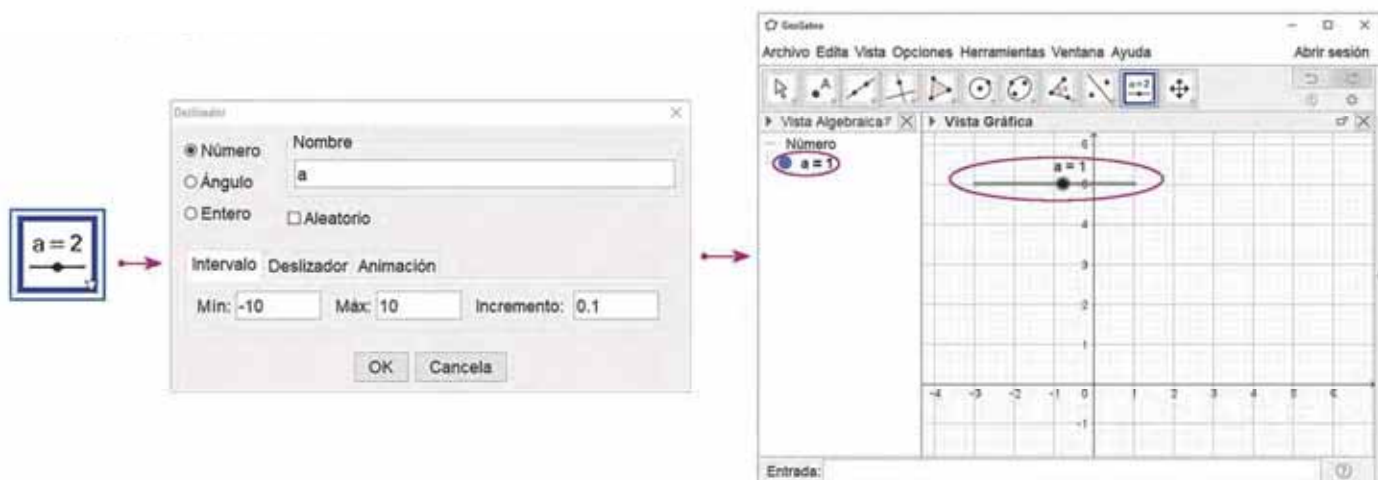 a = 2
Deslizador
Número
Ángulo
Entero
Nombre
a
Aleatorio
Intervalo Deslizador Animación
Mín: -10 Máx: 10 Incremento: 0.1
OK Cancela
GeoGebra
Archivo Edita Vista Opciones Herramientas Ventana Ayuda Abrir sesión
A a=2
Vista Algebraica Vista Gráfica
Número
a = 1
a = 1
6
5
4
3
2
1
-4 -3 -2 -1 0 1 2 3 4 5 6
-1
Entrada: